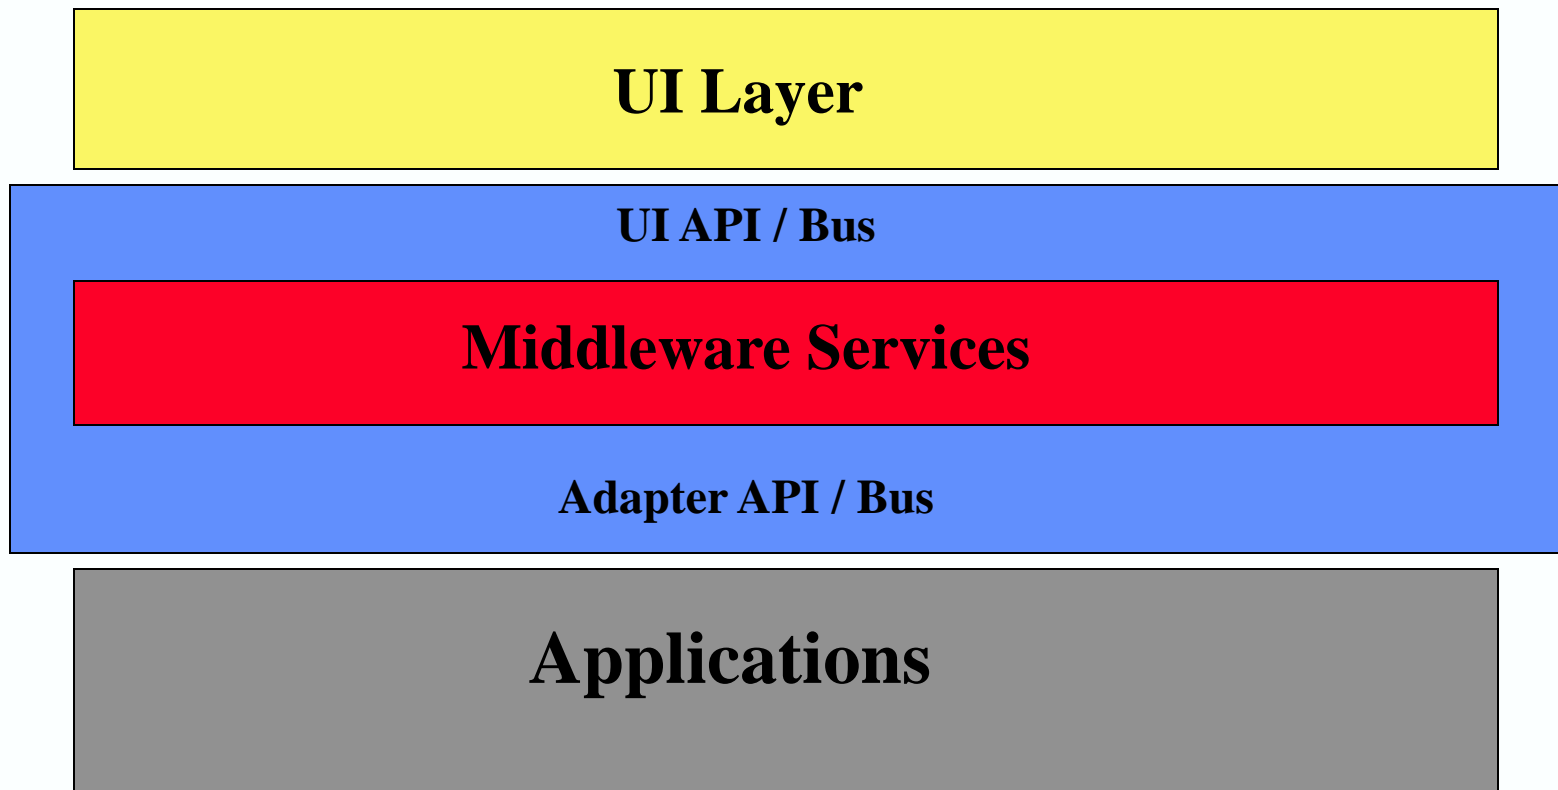 UI Layer
UI API / Bus
Middleware Services
Adapter API / Bus
Applications